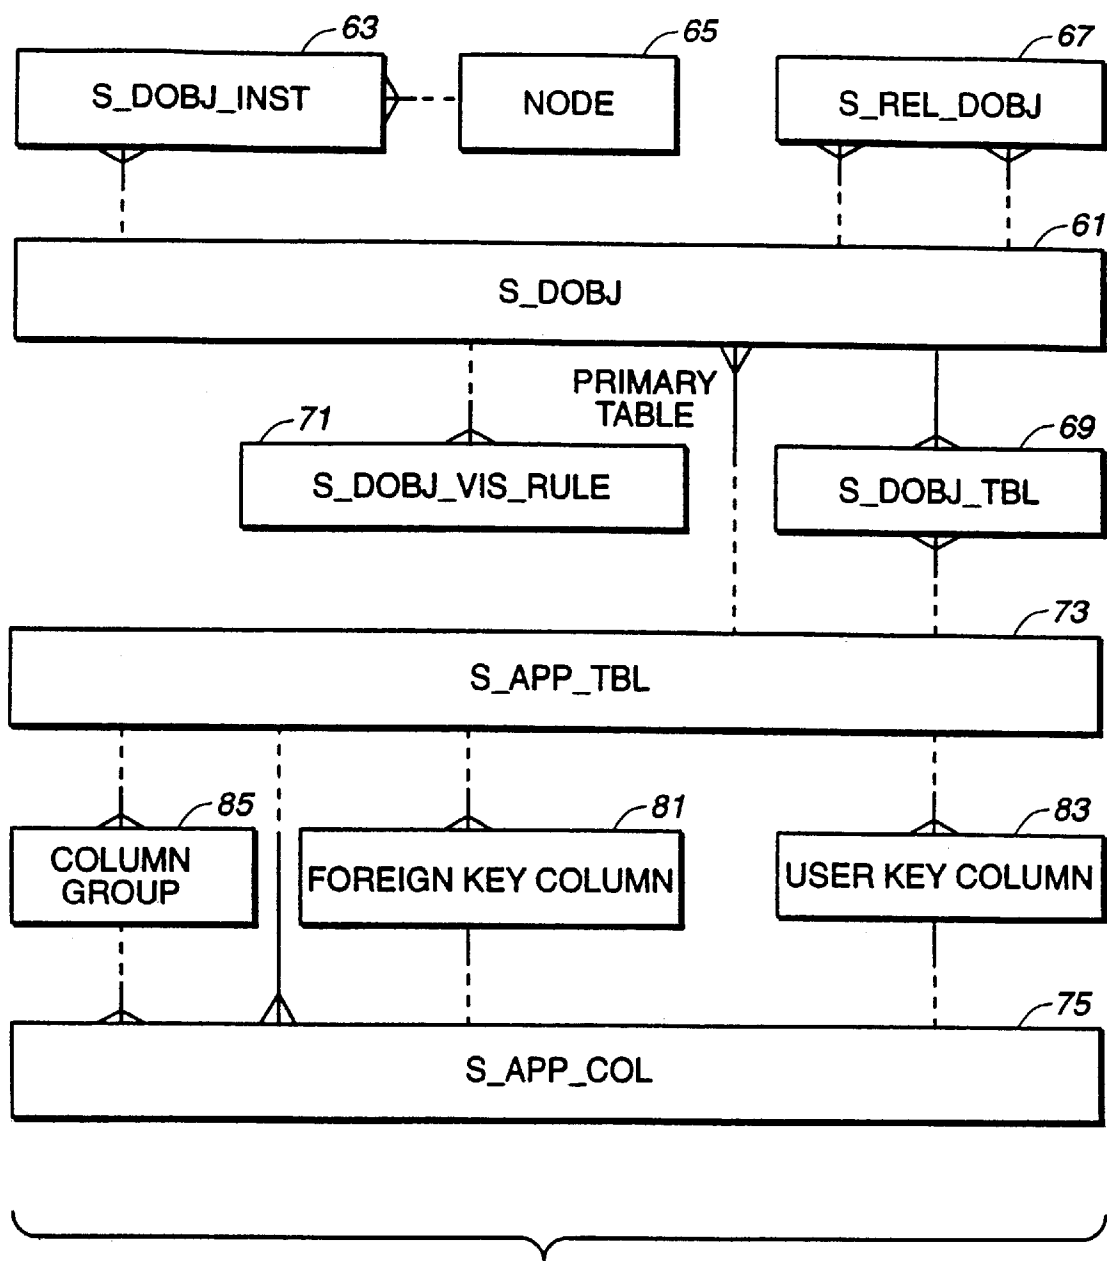 63
65
67
S_DOBJ_INST
NODE
S_REL_DOBJ
61
S_DOBJ
PRIMARY
TABLE
71
69
S_DOBJ_VIS_RULE
S_DOBJ_TBL
73
S_APP_TBL
85
81
83
COLUMN
GROUP
FOREIGN KEY COLUMN
USER KEY COLUMN
75
S_APP_COL